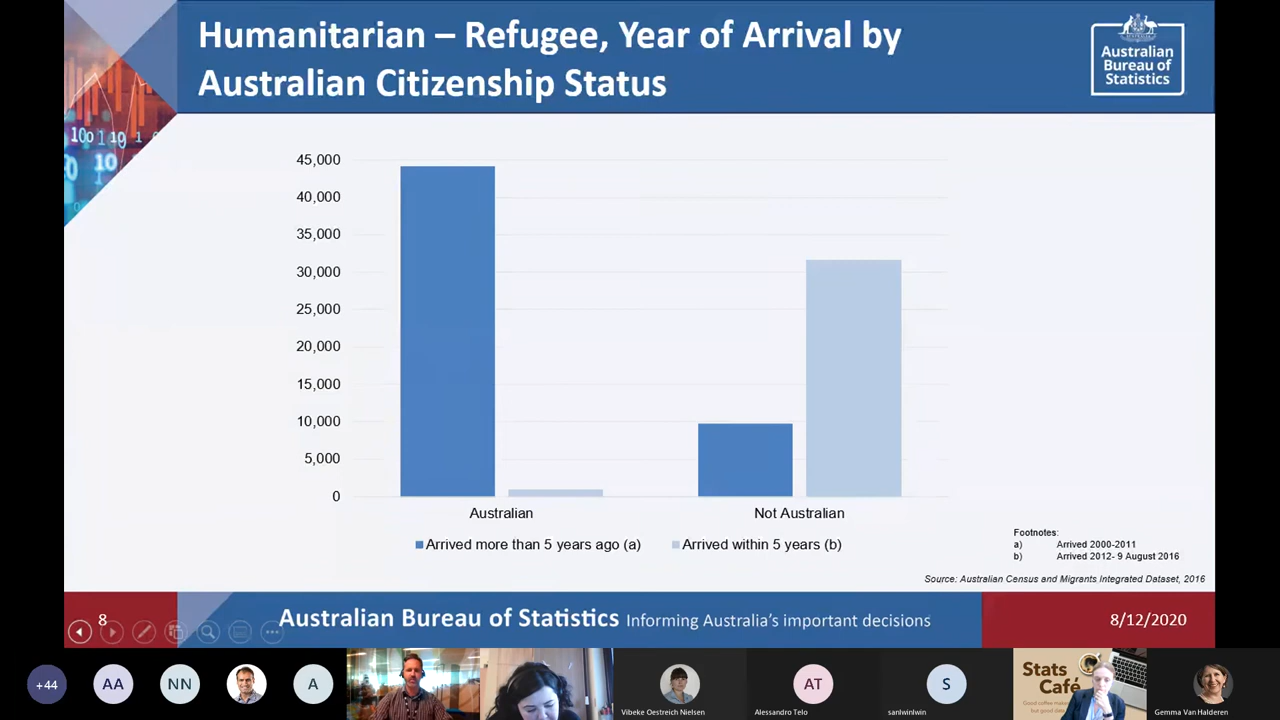 Humanitarian – Refugee, Year of Arrival by
Australian Citizenship Status
Australian
Bureau of
Statistics
45,000
40,000
35,000
30,000
25,000
20,000
15,000
10,000
5,000
0
Australian
Not Australian
Arrived more than 5 years ago (a)
Arrived within 5 years (b)
Footnotes:
a) Arrived 2000-2011
b) Arrived 2012- 9 August 2016
Source: Australian Census and Migrants Integrated Dataset, 2016
8
Australian Bureau of Statistics Informing Australia's important decisions
8/12/2020
+44
AA
NN
A
Vibeke Oestreich Nielsen
AT
Alessandro Telo
S
sanlwinlwin
Stats
Café
Gemma Van Halderen